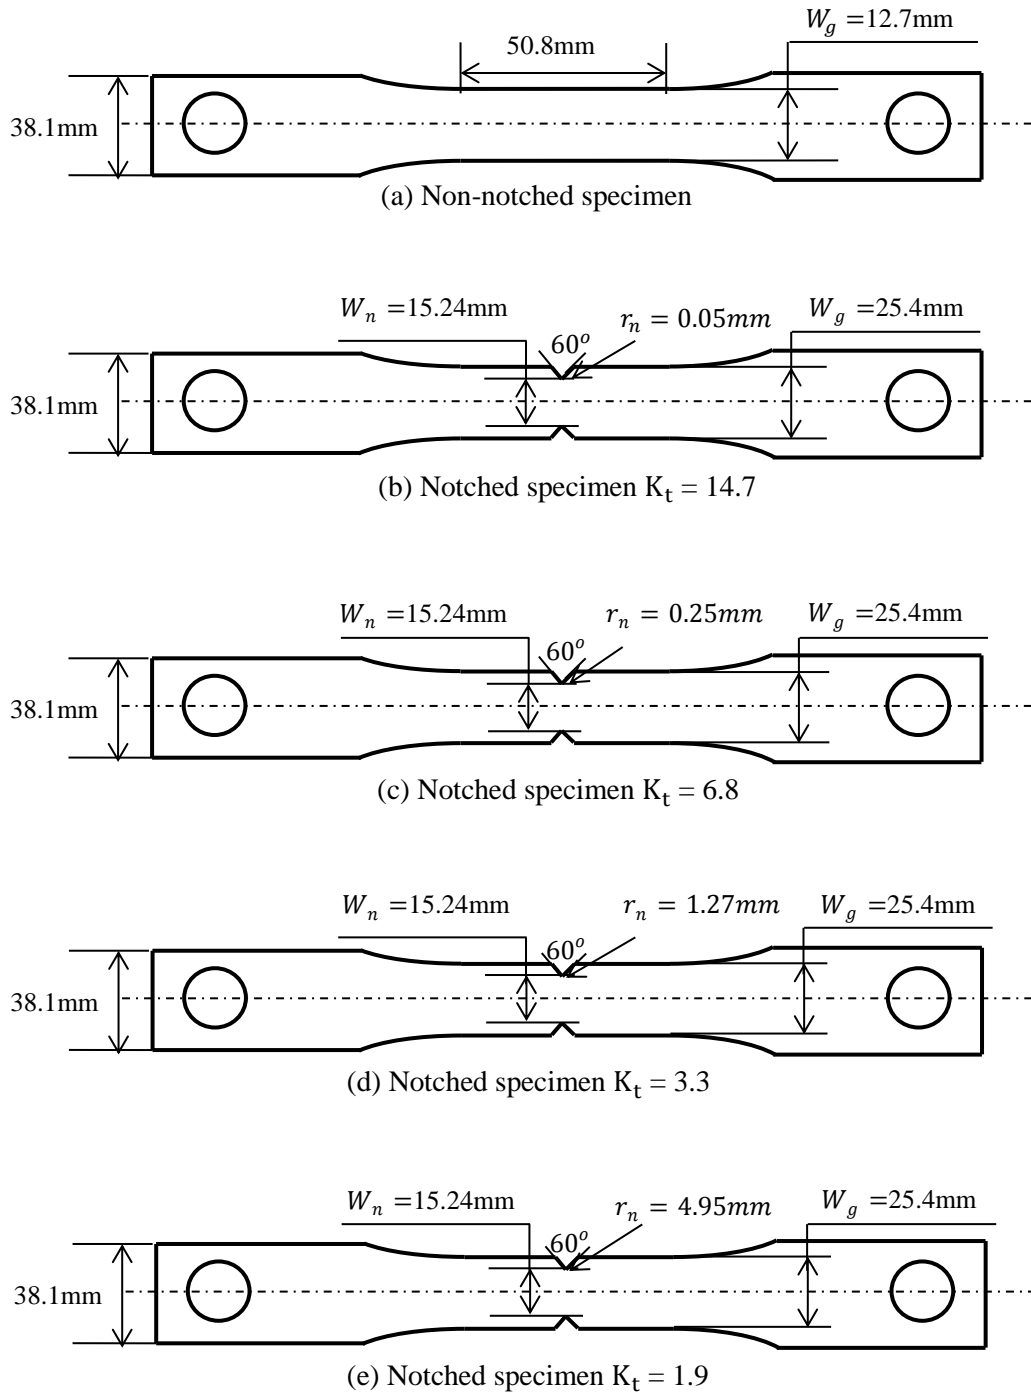 W_g =12.7mm
50.8mm
38.1mm
(a) Non-notched specimen
W_n =15.24mm
r_n = 0.05mm
W_g =25.4mm
60^o
38.1mm
(b) Notched specimen K_t = 14.7
W_n =15.24mm
r_n = 0.25mm
W_g =25.4mm
60^o
38.1mm
(c) Notched specimen K_t = 6.8
W_n =15.24mm
r_n = 1.27mm
W_g =25.4mm
60^o
38.1mm
(d) Notched specimen K_t = 3.3
W_n =15.24mm
r_n = 4.95mm
W_g =25.4mm
60^o
38.1mm
(e) Notched specimen K_t = 1.9